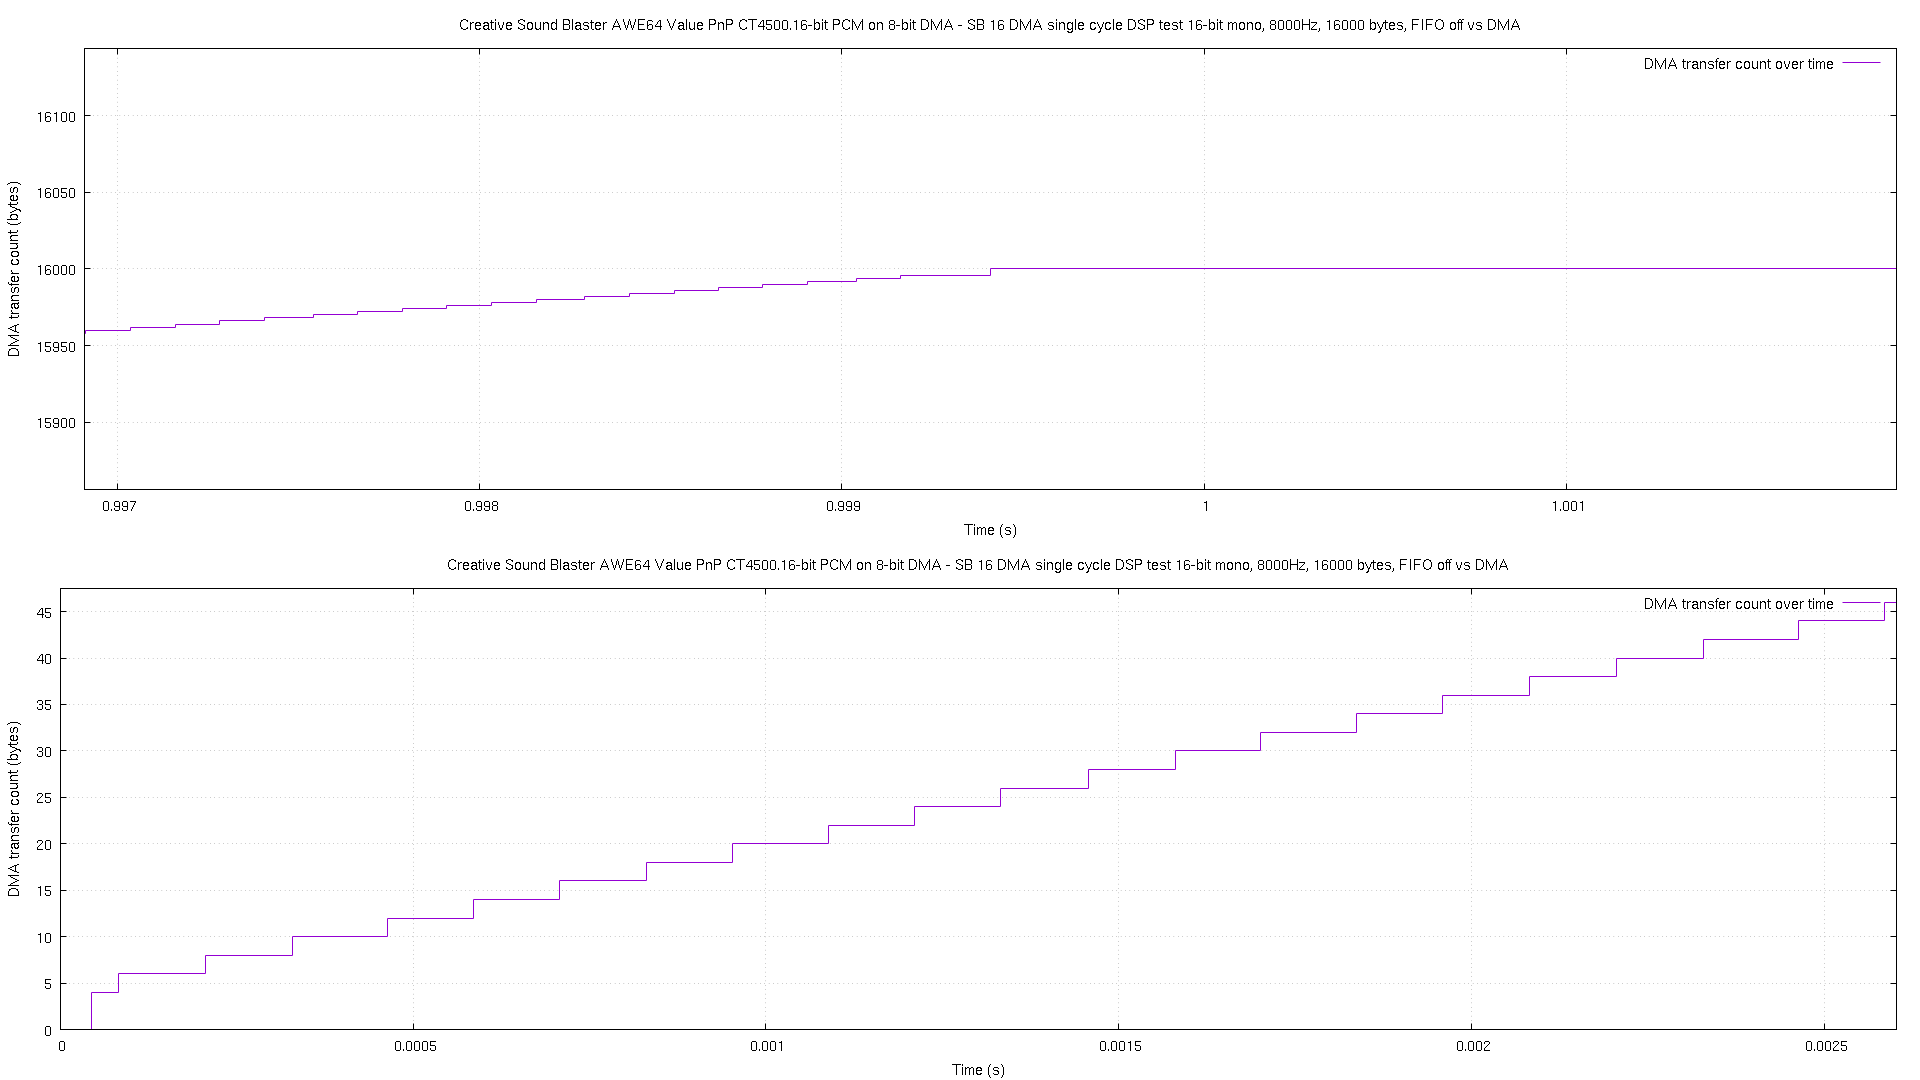 Creative Sound Blaster AWE64 Value PnP CT4500.16-bit PCM on 8-bit DMA - SB 16 DMA single cycle DSP test 16-bit mono, 8000Hz, 16000 bytes, FIFO off vs DMA
DMA transfer count over time
16100
16050
16000
15950
15900
DMA transfer count (bytes)
0.997 0.998 0.999 1 1.001
Time (s)
Creative Sound Blaster AWE64 Value PnP CT4500.16-bit PCM on 8-bit DMA - SB 16 DMA single cycle DSP test 16-bit mono, 8000Hz, 16000 bytes, FIFO off vs DMA
DMA transfer count over time
45
40
35
30
25
20
15
10
5
0
DMA transfer count (bytes)
0 0.0005 0.001 0.0015 0.002 0.0025
Time (s)